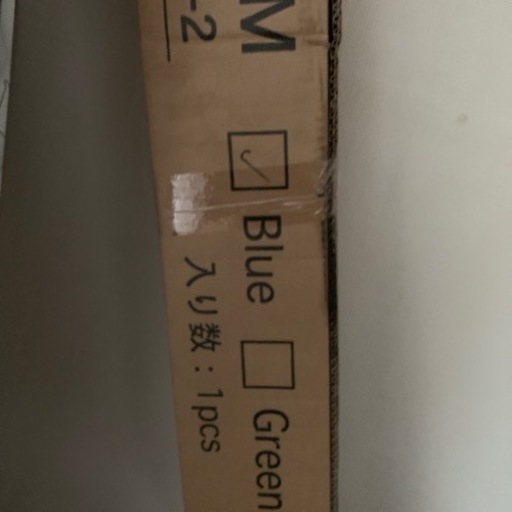 M
☑ Blue ☐ Green
-2
入り数：1pcs